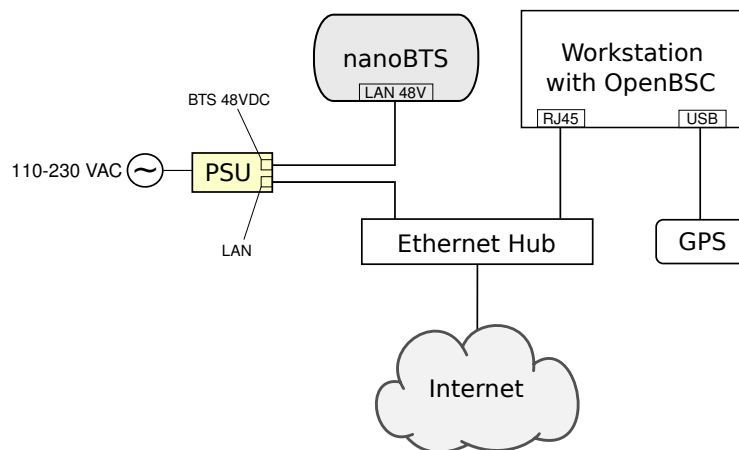 nanoBTS
LAN 48V
Workstation
with OpenBSC
RJ45
USB
BTS 48VDC
110-230 VAC
~
PSU
LAN
Ethernet Hub
GPS
Internet